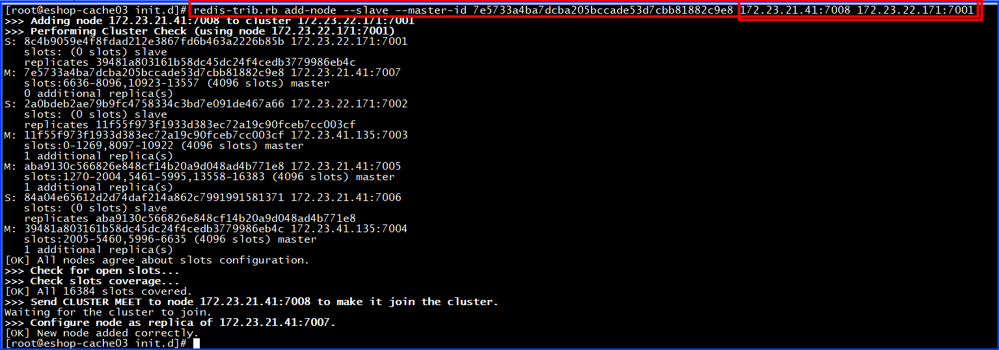 [root@eshop-cache03 init.d]# redis-trib.rb add-node --slave --master-id 7e5733a4ba7dcba205bccade53d7cbb81882c9e8 172.23.21.41:7008 172.23.22.171:7001
>>> Adding node 172.23.21.41:7008 to cluster 172.23.22.171:7001
>>> Performing Cluster Check (using node 172.23.22.171:7001)
S: 8c4b9059e4f8fdad212e3867fd6b463a2226b85b 172.23.22.171:7001
   slots: (0 slots) slave
   replicates 39481a803161b58dc45dc24f4cedb3779986eb4c
M: 7e5733a4ba7dcba205bccade53d7cbb81882c9e8 172.23.21.41:7007
   slots:6636-8096,10923-13557 (4096 slots) master
   0 additional replica(s)
S: 2a0bdeb2ae79b9fc4758334c3bd7e091de467a66 172.23.22.171:7002
   slots: (0 slots) slave
   replicates 11f55f973f1933d383ec72a19c90fceb7cc003cf
M: 11f55f973f1933d383ec72a19c90fceb7cc003cf 172.23.41.135:7003
   slots:0-1269,8097-10922 (4096 slots) master
   1 additional replica(s)
M: aba9130c566826e848cf14b20a9d048ad4b771e8 172.23.21.41:7005
   slots:1270-2004,5461-5995,13558-16383 (4096 slots) master
   1 additional replica(s)
S: 84a04e65612d2d74daf214a862c7991991581371 172.23.21.41:7006
   slots: (0 slots) slave
   replicates aba9130c566826e848cf14b20a9d048ad4b771e8
M: 39481a803161b58dc45dc24f4cedb3779986eb4c 172.23.41.135:7004
   slots:2005-5460,5996-6635 (4096 slots) master
   1 additional replica(s)
[OK] All nodes agree about slots configuration.
>>> Check for open slots...
>>> Check slots coverage...
[OK] All 16384 slots covered.
>>> Send CLUSTER MEET to node 172.23.21.41:7008 to make it join the cluster.
Waiting for the cluster to join.
>>> Configure node as replica of 172.23.21.41:7007.
[OK] New node added correctly.
[root@eshop-cache03 init.d]#